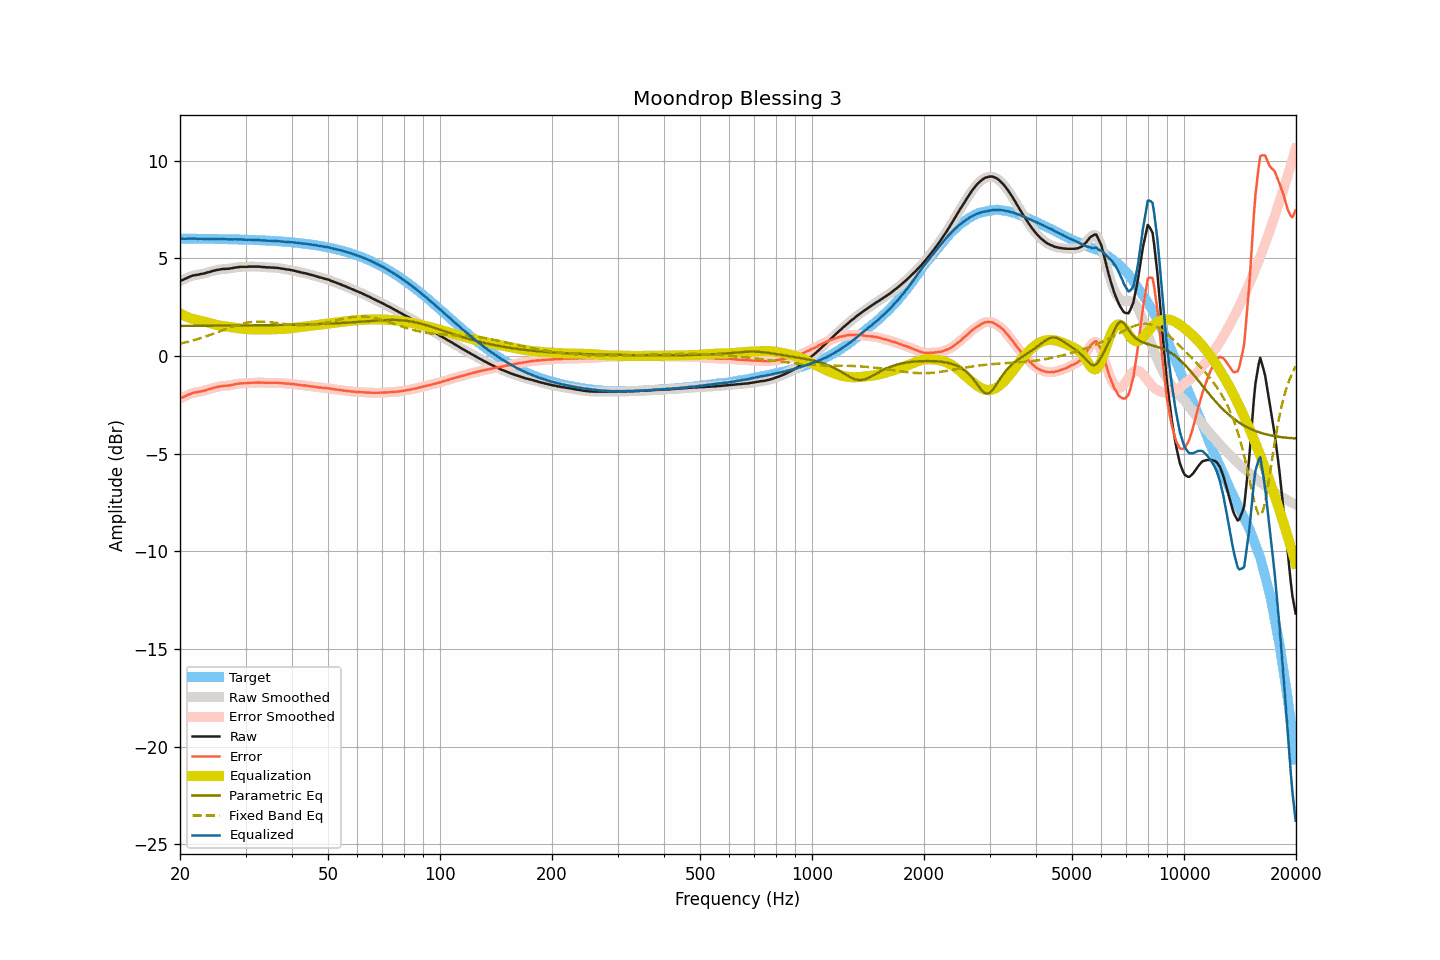 Moondrop Blessing 3
Amplitude (dBr)
10
5
0
−5
−10
−15
−20
−25
Target
Raw Smoothed
Error Smoothed
Raw
Error
Equalization
Parametric Eq
Fixed Band Eq
Equalized
20 50 100 200 500 1000 2000 5000 10000 20000
Frequency (Hz)